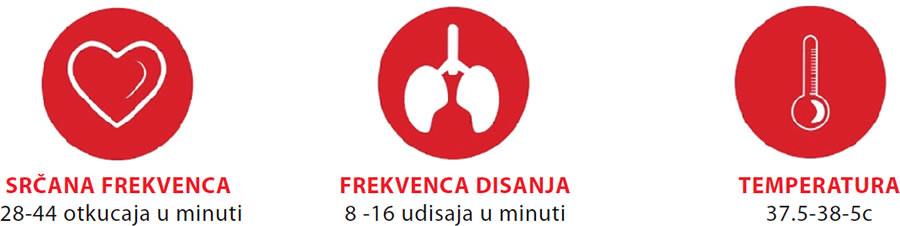 SRČANA FREKVENCA
28-44 otkucaja u minuti
FREKVENCA DISANJA
8 -16 udisaja u minuti
TEMPERATURA
37.5-38-5c